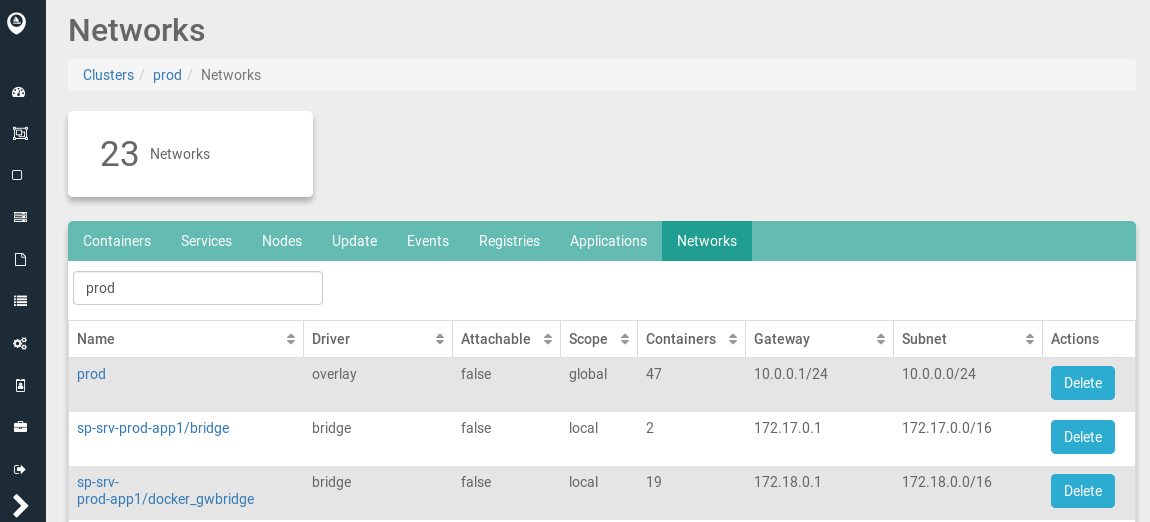 Networks
Clusters / prod / Networks
23 Networks
Containers Services Nodes Update Events Registries Applications Networks
prod
Name Driver Attachable Scope Containers Gateway Subnet Actions
prod overlay false global 47 10.0.0.1/24 10.0.0.0/24 Delete
sp-srv-prod-app1/bridge bridge false local 2 172.17.0.1 172.17.0.0/16 Delete
sp-srv- bridge false local 19 172.18.0.1 172.18.0.0/16 Delete
prod-app1/docker_gwbridge